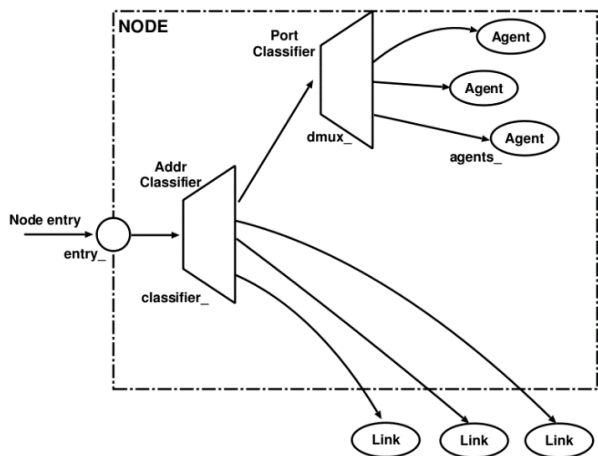 NODE
Port
Classifier
Agent
Agent
Agent
dmux_
agents_
Addr
Classifier
Node entry
entry_
classifier_
Link
Link
Link